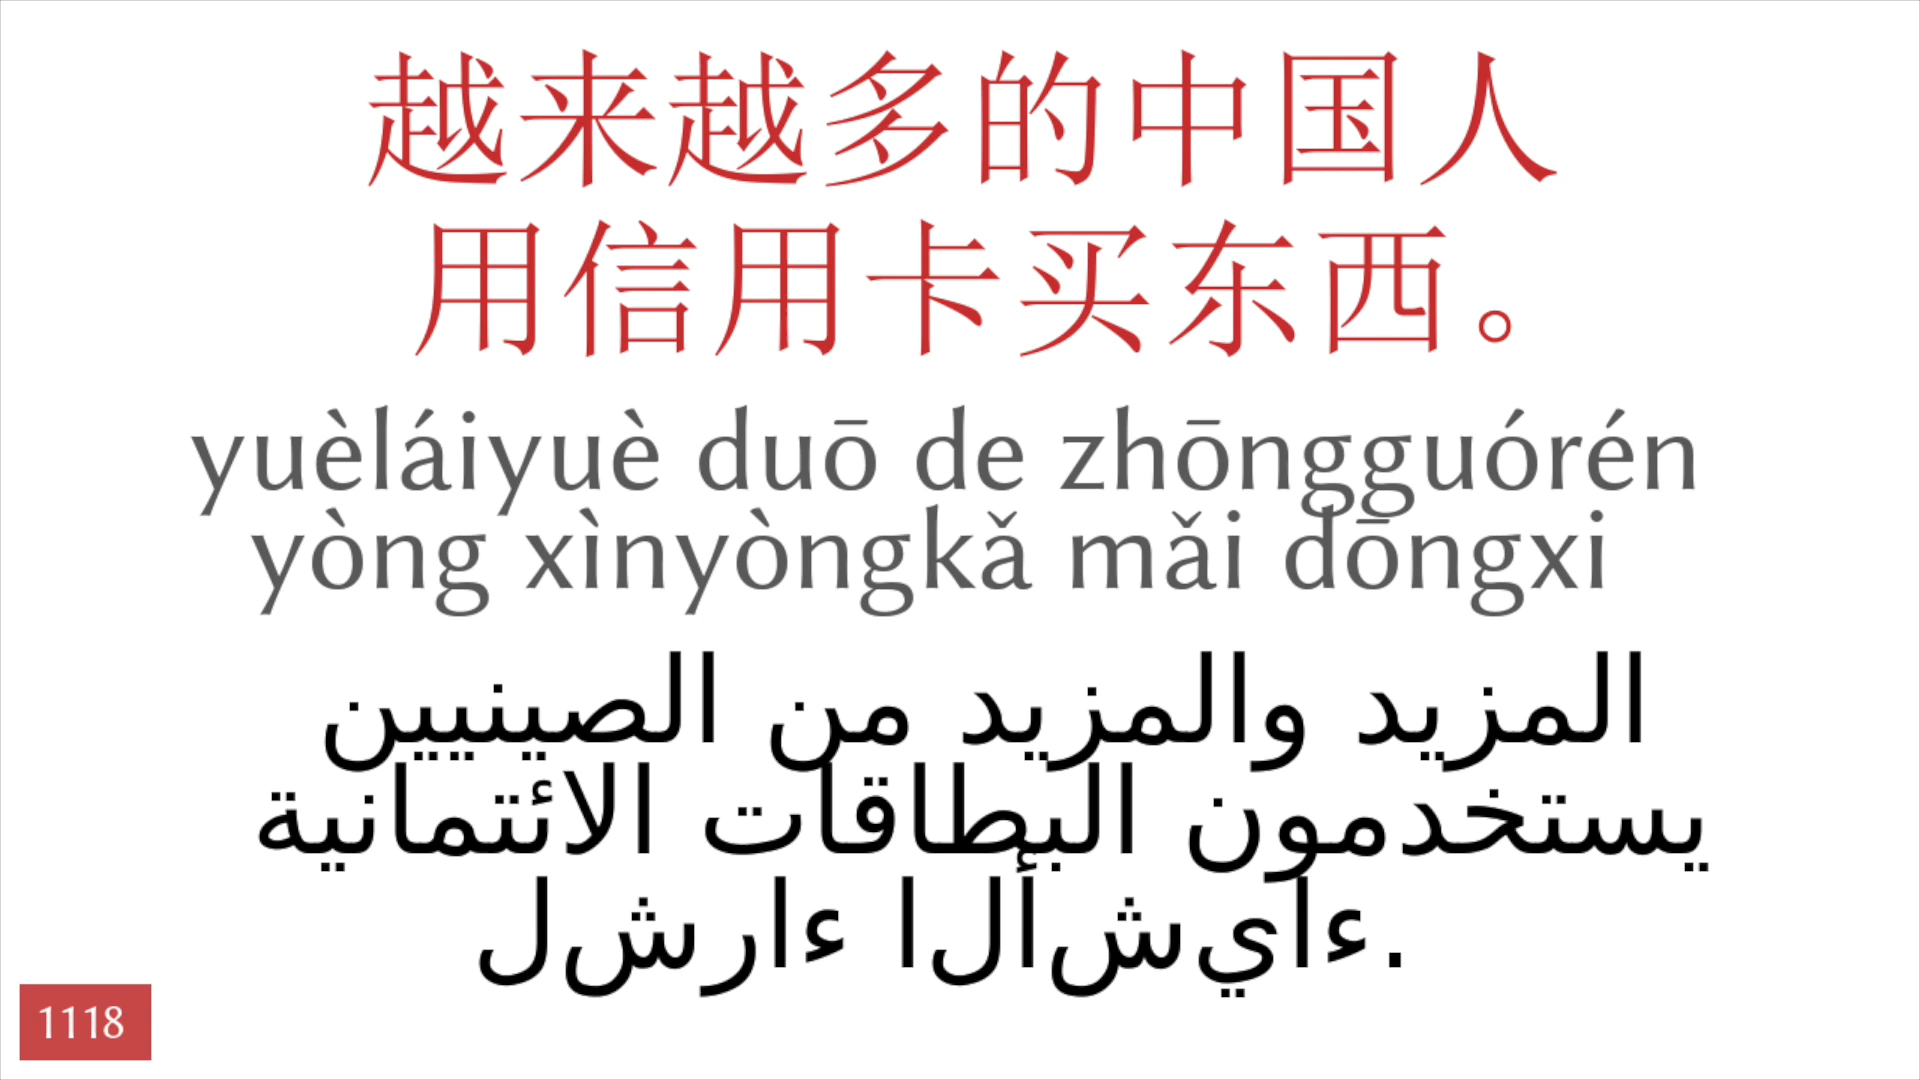 越来越多的中国人
用信用卡买东西。
yuèláiyuè duō de zhōngguórén
yòng xìnyòngkǎ mǎi dōngxi
المزيد والمزيد من الصينيين
يستخدمون البطاقات الائتمانية
لشراء الأشياء.
1118